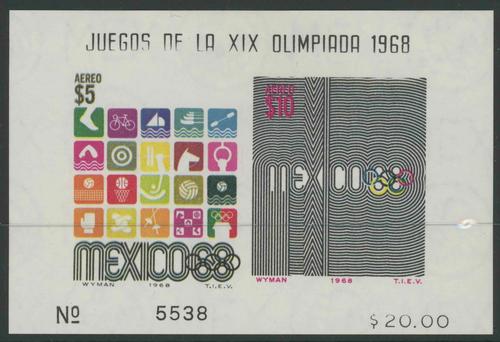 JUEGOS DE LA XIX OLIMPIADA 1968
AEREO
$5
MEXICO68
WYMAN 1968 T.I.E.V.
AEREO
$10
MEXICO68
WYMAN 1968 T.I.E.V.
Nº 5538
$20.00